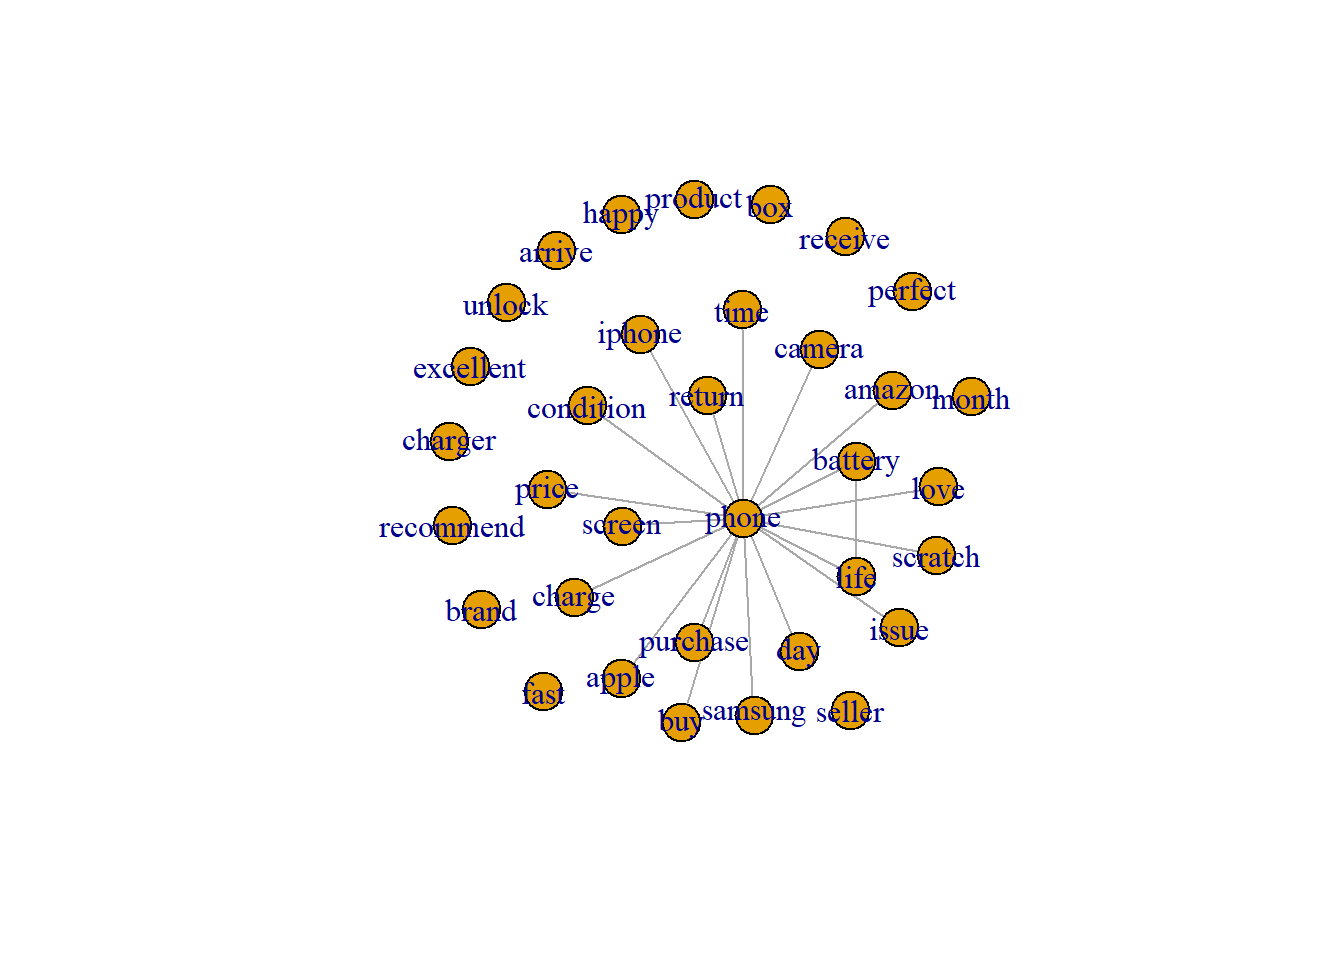 product
box
happy
receive
arrive
perfect
unlock
time
iphone
camera
excellent
amazon
return
month
condition
charger
battery
price
love
phone
screen
recommend
scratch
life
charge
brand
issue
purchase
day
apple
fast
samsung
seller
buy